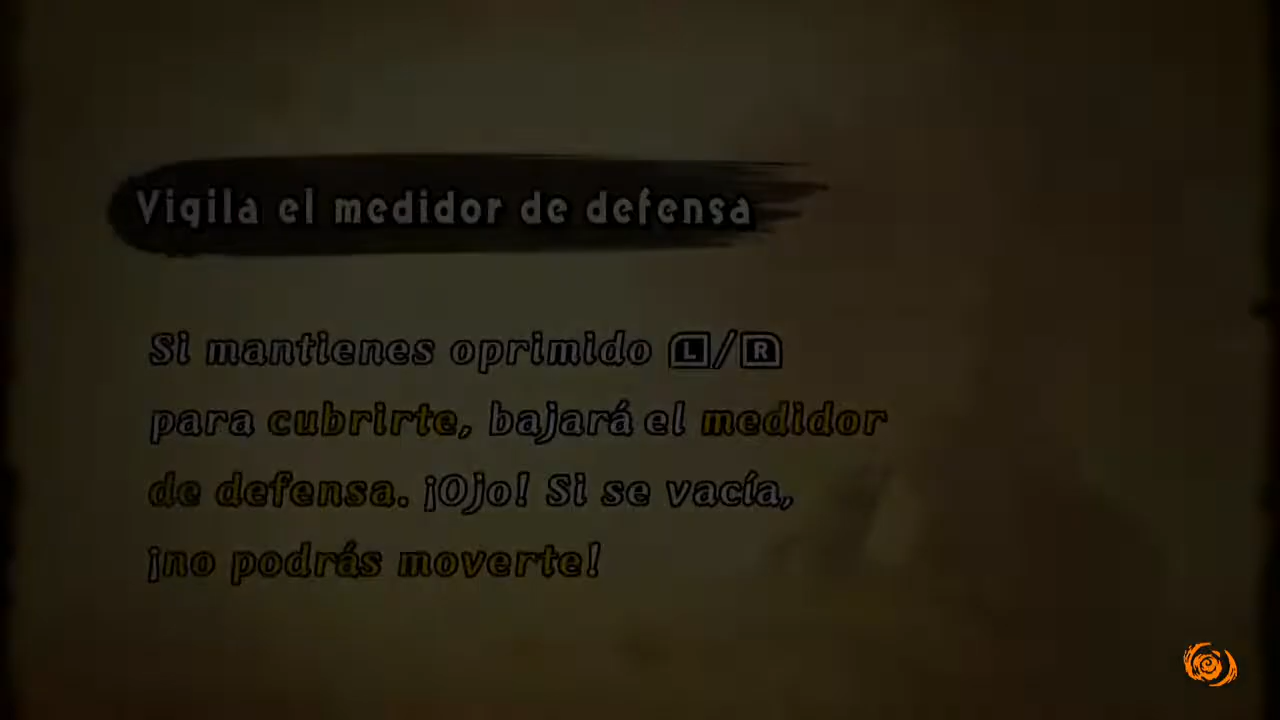 Vigila el medidor de defensa
Si mantienes oprimido L/R
para cubrirte, bajará el medidor
de defensa. ¡Ojo! Si se vacía,
¡no podrás moverte!